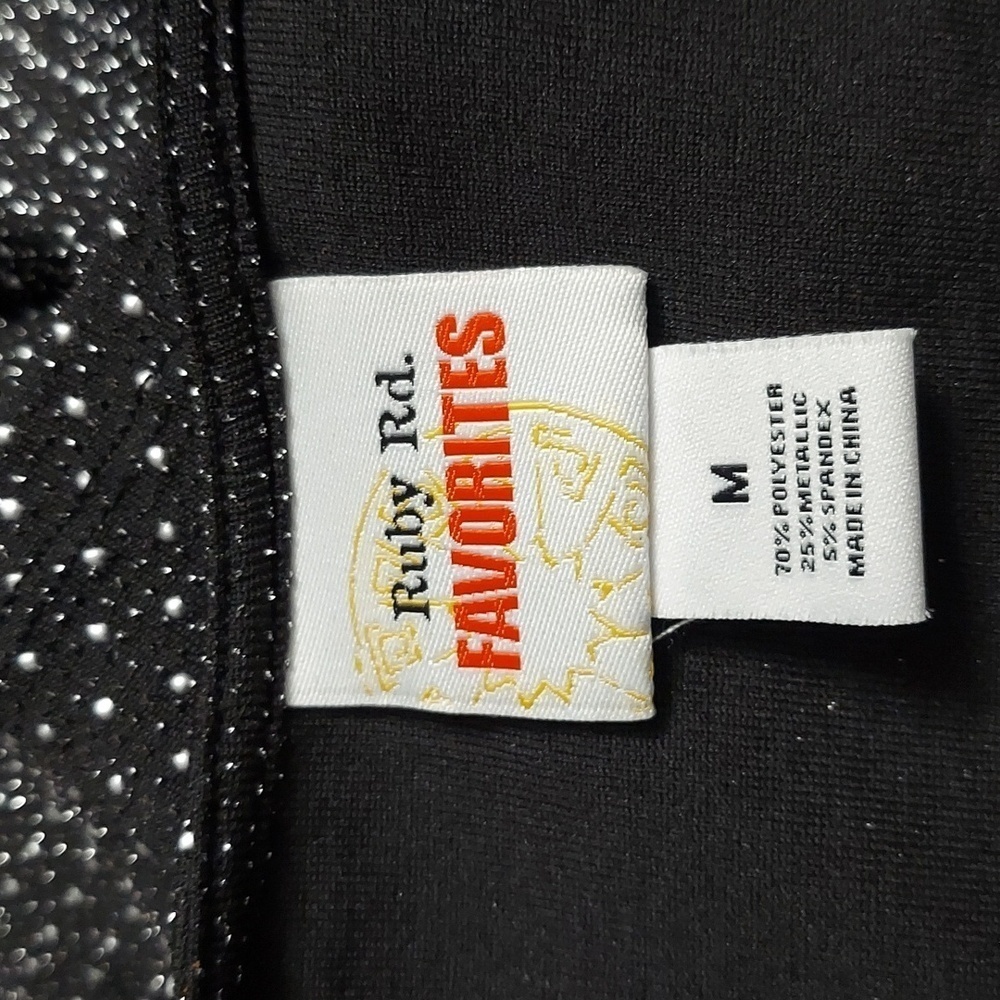 Ruby Rd.
FAVORITES
M
70% POLYESTER
25% METALLIC
5% SPANDEX
MADE IN CHINA